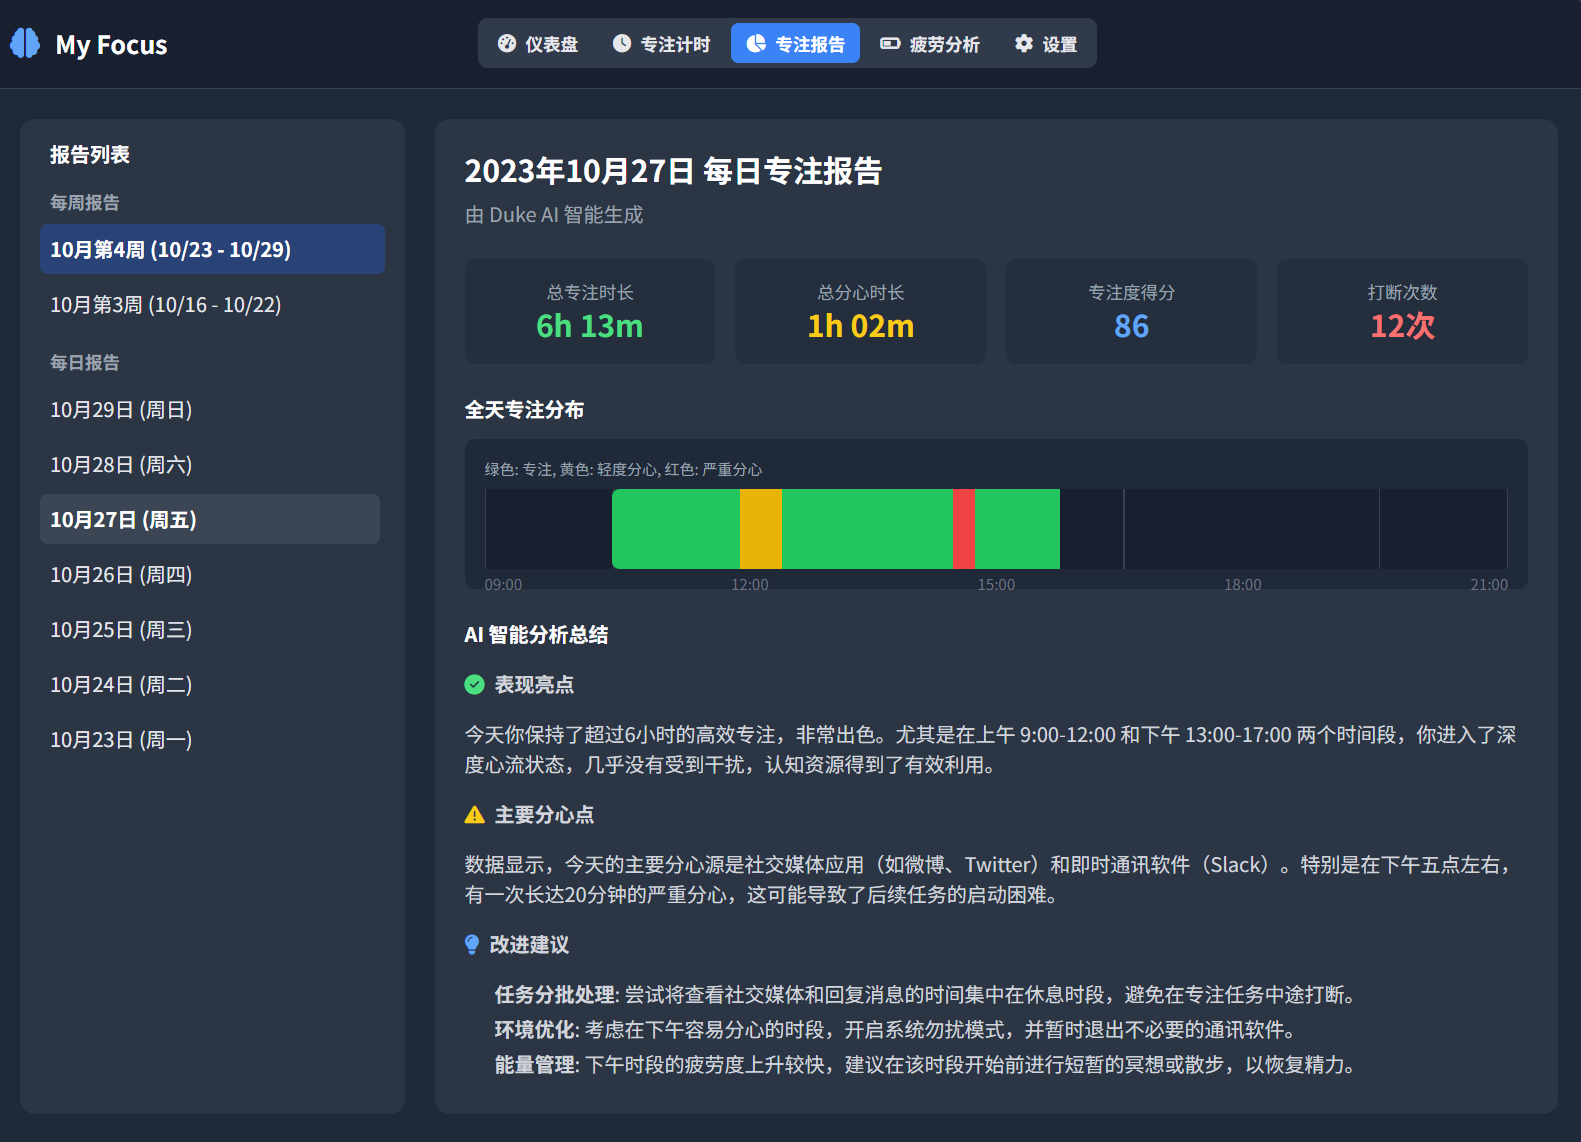 My Focus
仪表盘
专注计时
专注报告
疲劳分析
设置
报告列表
每周报告
10月第4周 (10/23 - 10/29)
10月第3周 (10/16 - 10/22)
每日报告
10月29日 (周日)
10月28日 (周六)
10月27日 (周五)
10月26日 (周四)
10月25日 (周三)
10月24日 (周二)
10月23日 (周一)
2023年10月27日 每日专注报告
由 Duke AI 智能生成
总专注时长
6h 13m
总分心时长
1h 02m
专注度得分
86
打断次数
12次
全天专注分布
绿色: 专注, 黄色: 轻度分心, 红色: 严重分心
09:00 12:00 15:00 18:00 21:00
AI 智能分析总结
表现亮点
今天你保持了超过6小时的高效专注，非常出色。尤其是在上午 9:00-12:00 和下午 13:00-17:00 两个时间段，你进入了深
度心流状态，几乎没有受到干扰，认知资源得到了有效利用。
主要分心点
数据显示，今天的主要分心源是社交媒体应用（如微博、Twitter）和即时通讯软件（Slack）。特别是在下午五点左右，
有一次长达20分钟的严重分心，这可能导致了后续任务的启动困难。
改进建议
任务分批处理: 尝试将查看社交媒体和回复消息的时间集中在休息时段，避免在专注任务中途打断。
环境优化: 考虑在下午容易分心的时段，开启系统勿扰模式，并暂时退出不必要的通讯软件。
能量管理: 下午时段的疲劳度上升较快，建议在该时段开始前进行短暂的冥想或散步，以恢复精力。